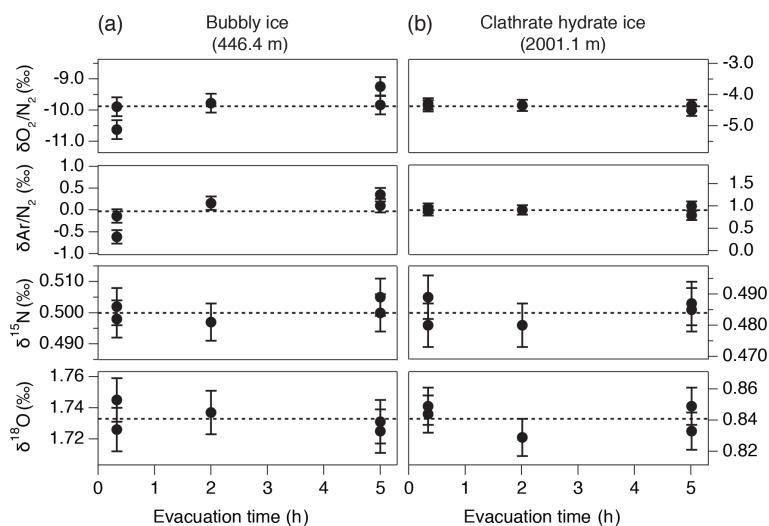 (a) Bubbly ice
(446.4 m)
(b) Clathrate hydrate ice
(2001.1 m)
δO₂/N₂ (‰)
-9.0
-10.0
-11.0
-3.0
-4.0
-5.0
δAr/N₂ (‰)
1.0
0.5
0.0
-0.5
-1.0
1.5
1.0
0.5
0.0
δ¹⁵N (‰)
0.510
0.500
0.490
0.490
0.480
0.470
δ¹⁸O (‰)
1.76
1.74
1.72
0.86
0.84
0.82
0 1 2 3 4 5
0 1 2 3 4 5
Evacuation time (h)
Evacuation time (h)